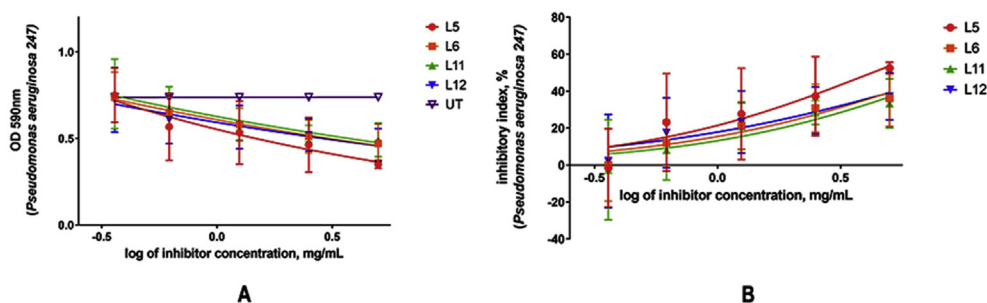 1.0
0.5
0.0
-0.5
0.0
0.5
OD 590nm
(Pseudomonas aeruginosa 247)
log of inhibitor concentration, mg/mL
L5
L6
L11
L12
UT
A
80
60
40
20
0
-20
-40
-0.5
0.0
0.5
inhibitory index, %
(Pseudomonas aeruginosa 247)
log of inhibitor concentration, mg/mL
L5
L6
L11
L12
B